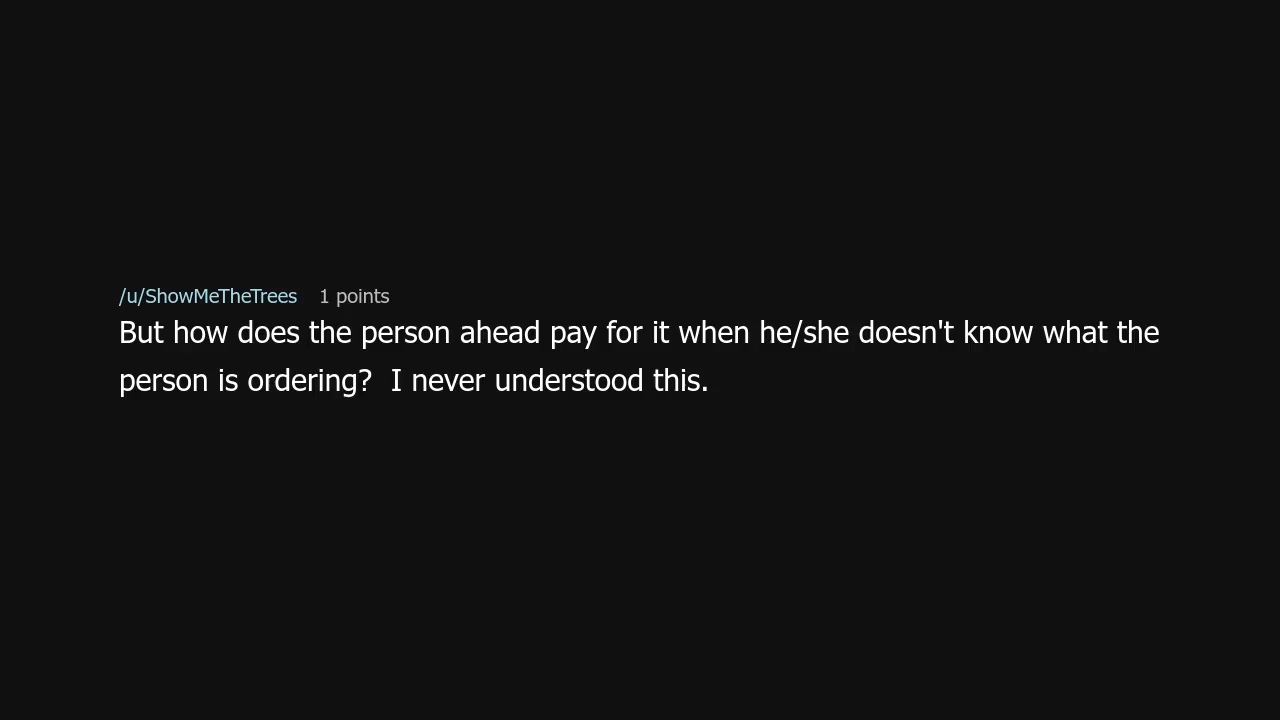 /u/ShowMeTheTrees 1 points
But how does the person ahead pay for it when he/she doesn't know what the
person is ordering?  I never understood this.